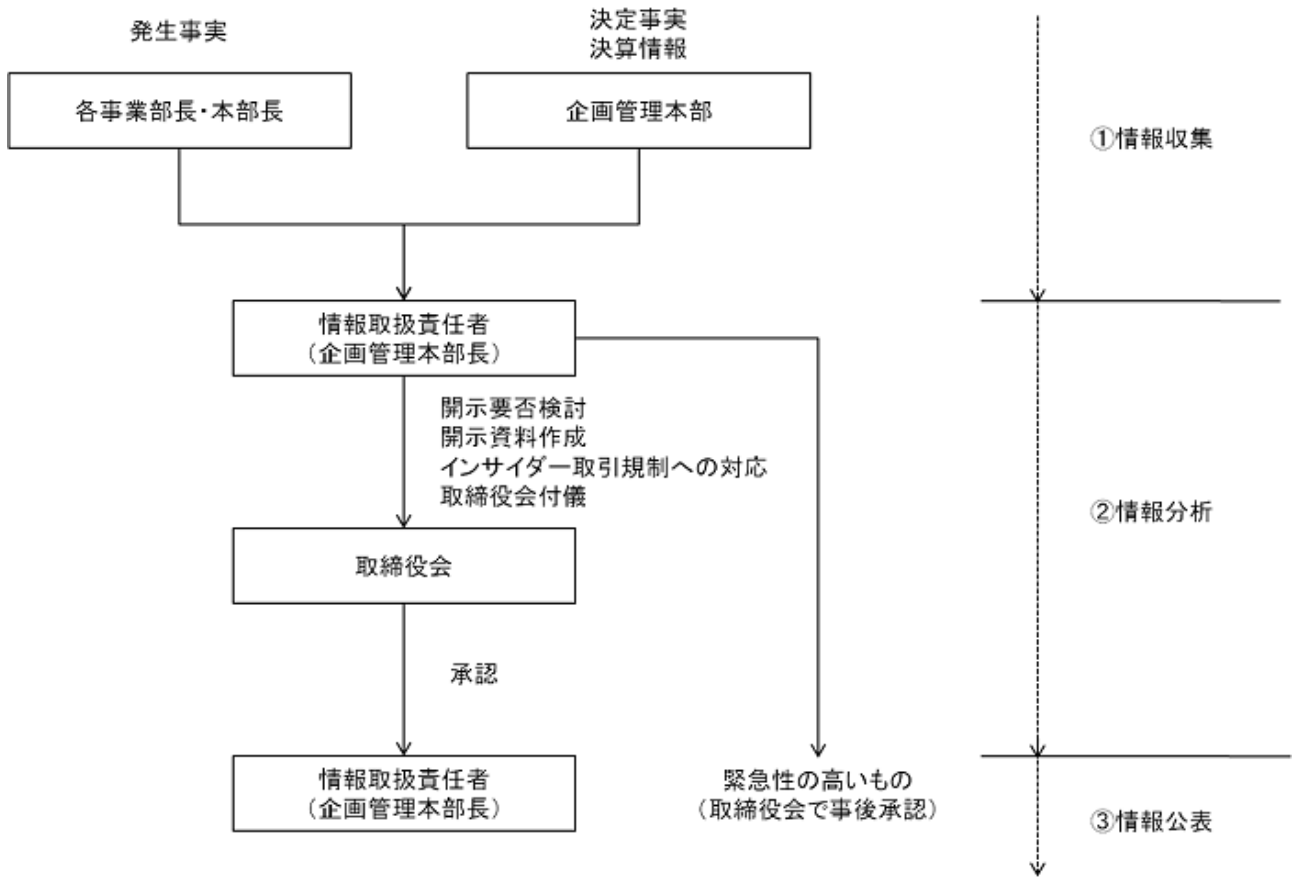 発生事実
決定事実
決算情報
各事業部長・本部長
企画管理本部
①情報収集
情報取扱責任者
（企画管理本部長）
開示要否検討
開示資料作成
インサイダー取引規制への対応
取締役会付儀
②情報分析
取締役会
承認
情報取扱責任者
（企画管理本部長）
緊急性の高いもの
（取締役会で事後承認）
③情報公表